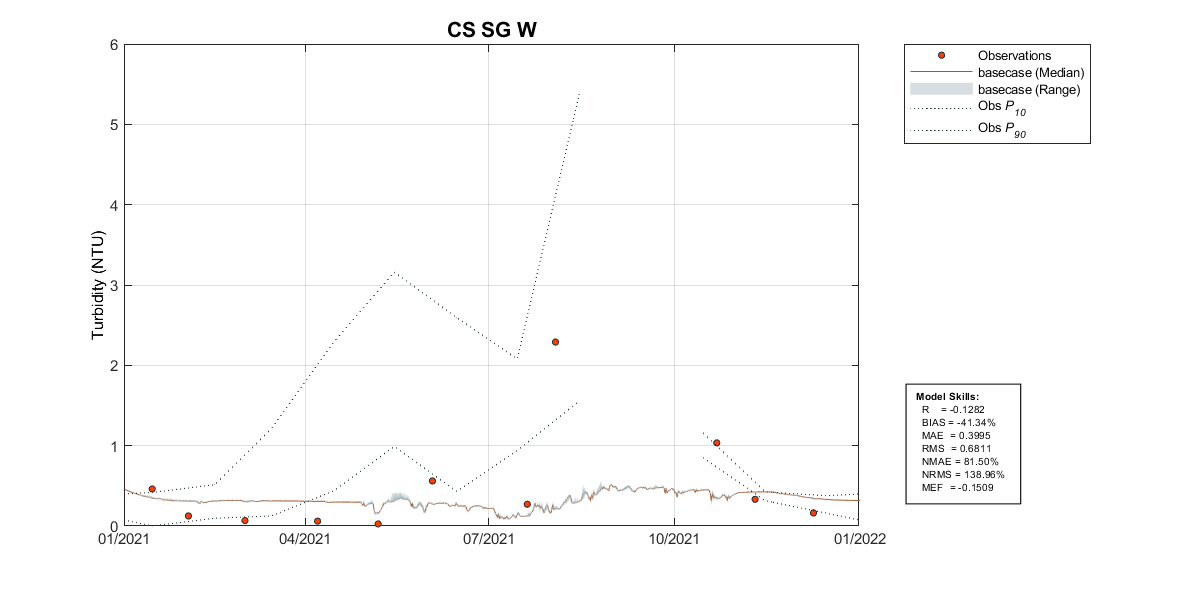 CS SG W
Turbidity (NTU)
6
5
4
3
2
1
0
01/2021
04/2021
07/2021
10/2021
01/2022
Observations
basecase (Median)
basecase (Range)
Obs P10
Obs P90
Model Skills:
R = -0.1282
BIAS = -41.34%
MAE = 0.3995
RMS = 0.6811
NMAE = 81.50%
NRMS = 138.96%
MEF = -0.1509